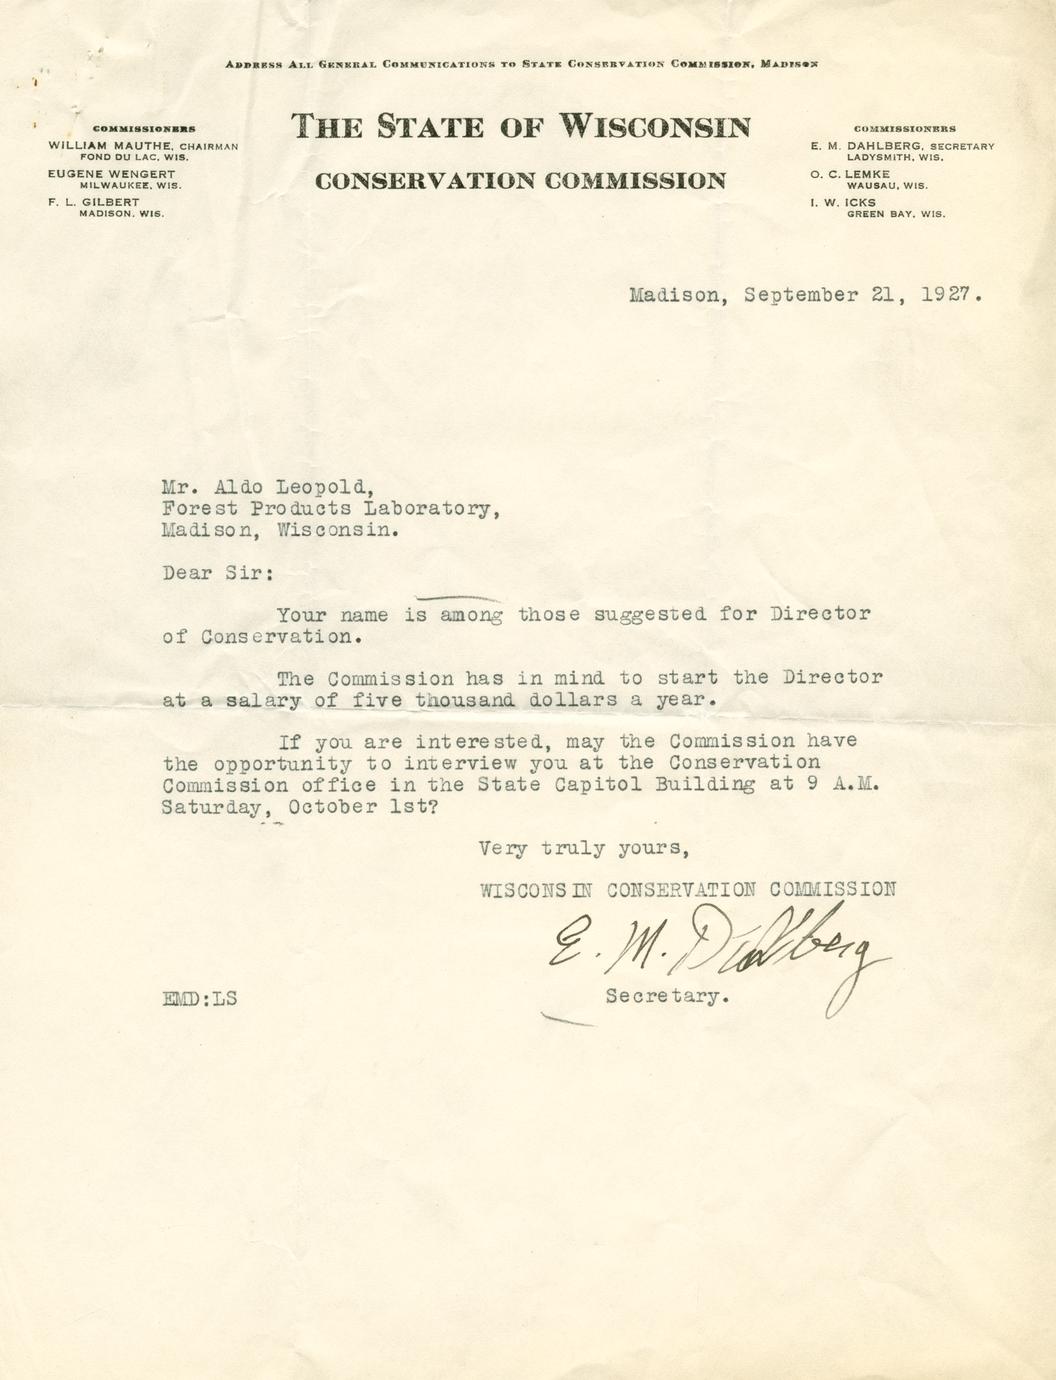 Address All General Communications to State Conservation Commission, Madison
The State of Wisconsin
CONSERVATION COMMISSION
COMMISSIONERS
WILLIAM MAUTHE, CHAIRMAN
FOND DU LAC, WIS.
EUGENE WENGERT
MILWAUKEE, WIS.
F. L. GILBERT
MADISON, WIS.
COMMISSIONERS
E. M. DAHLBERG, SECRETARY
LADYSMITH, WIS.
O. C. LEMKE
WAUSAU, WIS.
I. W. ICKS
GREEN BAY, WIS.
Madison, September 21, 1927.
Mr. Aldo Leopold,
Forest Products Laboratory,
Madison, Wisconsin.
Dear Sir:
Your name is among those suggested for Director
of Conservation.
The Commission has in mind to start the Director
at a salary of five thousand dollars a year.
If you are interested, may the Commission have
the opportunity to interview you at the Conservation
Commission office in the State Capitol Building at 9 A.M.
Saturday, October 1st?
Very truly yours,
WISCONSIN CONSERVATION COMMISSION
E. M. Dahlberg
Secretary.
EMD:LS